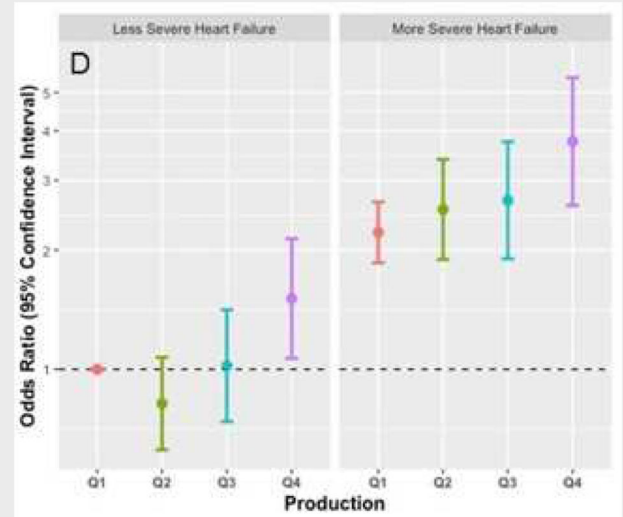 Less Severe Heart Failure
More Severe Heart Failure
D
Odds Ratio (95% Confidence Interval)
5
4
3
2
1
Q1 Q2 Q3 Q4 Q1 Q2 Q3 Q4
Production